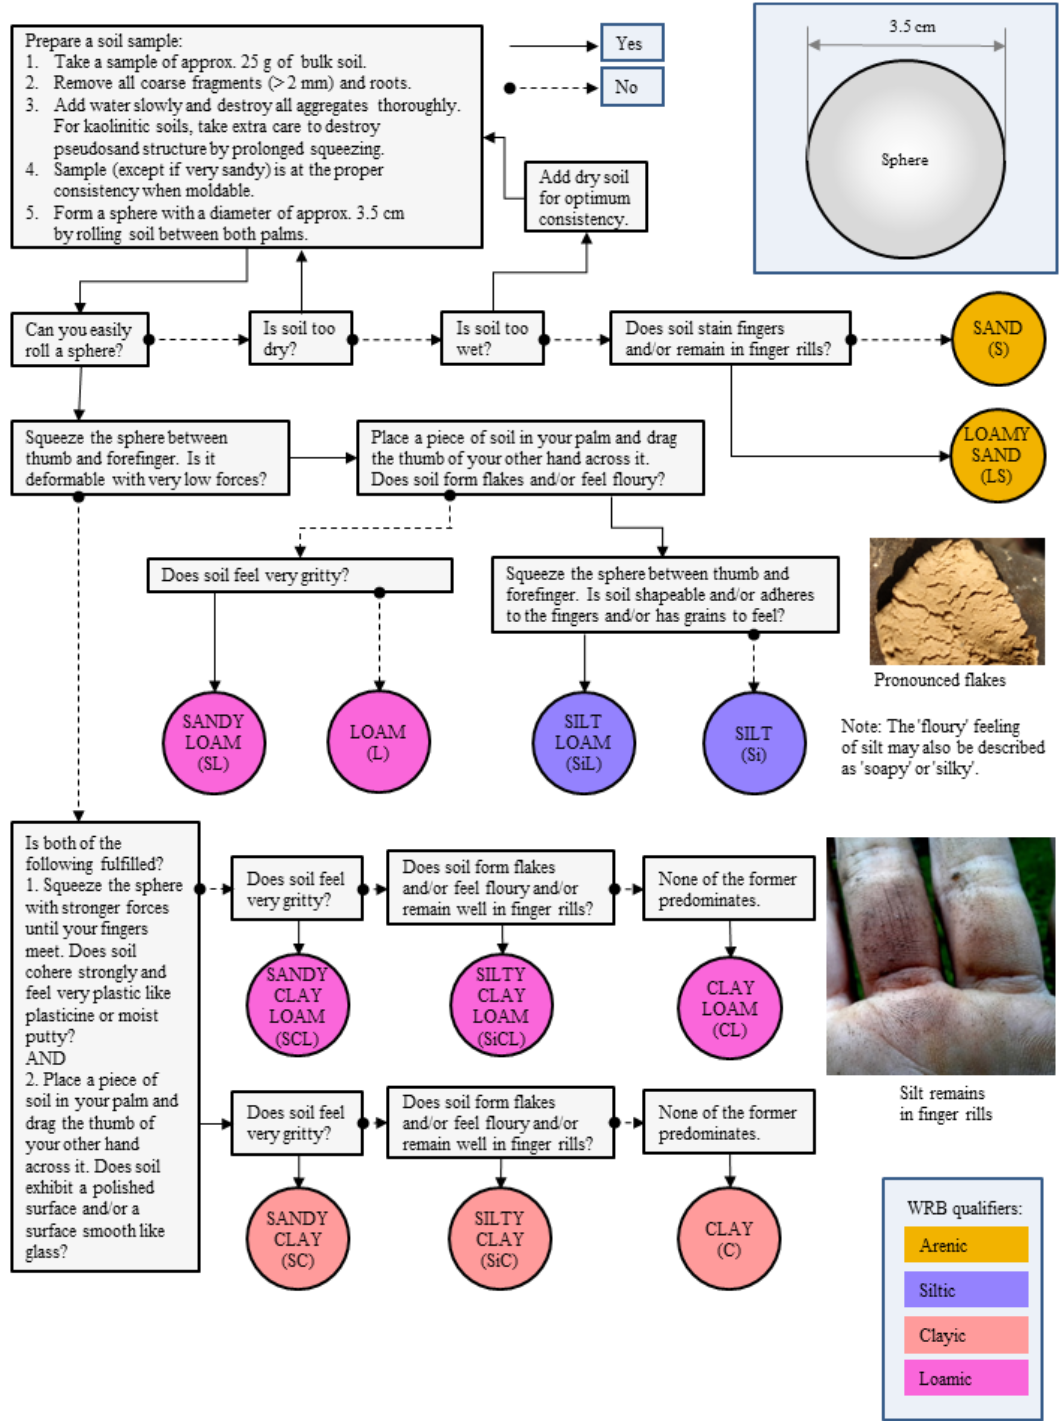 Prepare a soil sample:
1. Take a sample of approx. 25 g of bulk soil.
2. Remove all coarse fragments (> 2 mm) and roots.
3. Add water slowly and destroy all aggregates thoroughly.
For kaolinitic soils, take extra care to destroy
pseudosand structure by prolonged squeezing.
4. Sample (except if very sandy) is at the proper
consistency when moldable.
5. Form a sphere with a diameter of approx. 3.5 cm
by rolling soil between both palms.
Yes
No
3.5 cm
Sphere
Add dry soil
for optimum
consistency.
Can you easily
roll a sphere?
Is soil too
dry?
Is soil too
wet?
Does soil stain fingers
and/or remain in finger rills?
SAND
(S)
LOAMY
SAND
(LS)
Squeeze the sphere between
thumb and forefinger. Is it
deformable with very low forces?
Place a piece of soil in your palm and drag
the thumb of your other hand across it.
Does soil form flakes and/or feel floury?
Does soil feel very gritty?
Squeeze the sphere between thumb and
forefinger. Is soil shapeable and/or adheres
to the fingers and/or has grains to feel?
Pronounced flakes
SANDY
LOAM
(SL)
LOAM
(L)
SILT
LOAM
(SiL)
SILT
(Si)
Note: The 'floury' feeling
of silt may also be described
as 'soapy' or 'silky'.
Is both of the
following fulfilled?
1. Squeeze the sphere
with stronger forces
until your fingers
meet. Does soil
cohere strongly and
feel very plastic like
plasticine or moist
putty?
AND
2. Place a piece of
soil in your palm and
drag the thumb of
your other hand
across it. Does soil
exhibit a polished
surface and/or a
surface smooth like
glass?
Does soil feel
very gritty?
Does soil form flakes
and/or feel floury and/or
remain well in finger rills?
None of the former
predominates.
SANDY
CLAY
LOAM
(SCL)
SILTY
CLAY
LOAM
(SiCL)
CLAY
LOAM
(CL)
Does soil feel
very gritty?
Does soil form flakes
and/or feel floury and/or
remain well in finger rills?
None of the former
predominates.
SANDY
CLAY
(SC)
SILTY
CLAY
(SiC)
CLAY
(C)
Silt remains
in finger rills
WRB qualifiers:
Arenic
Siltic
Clayic
Loamic